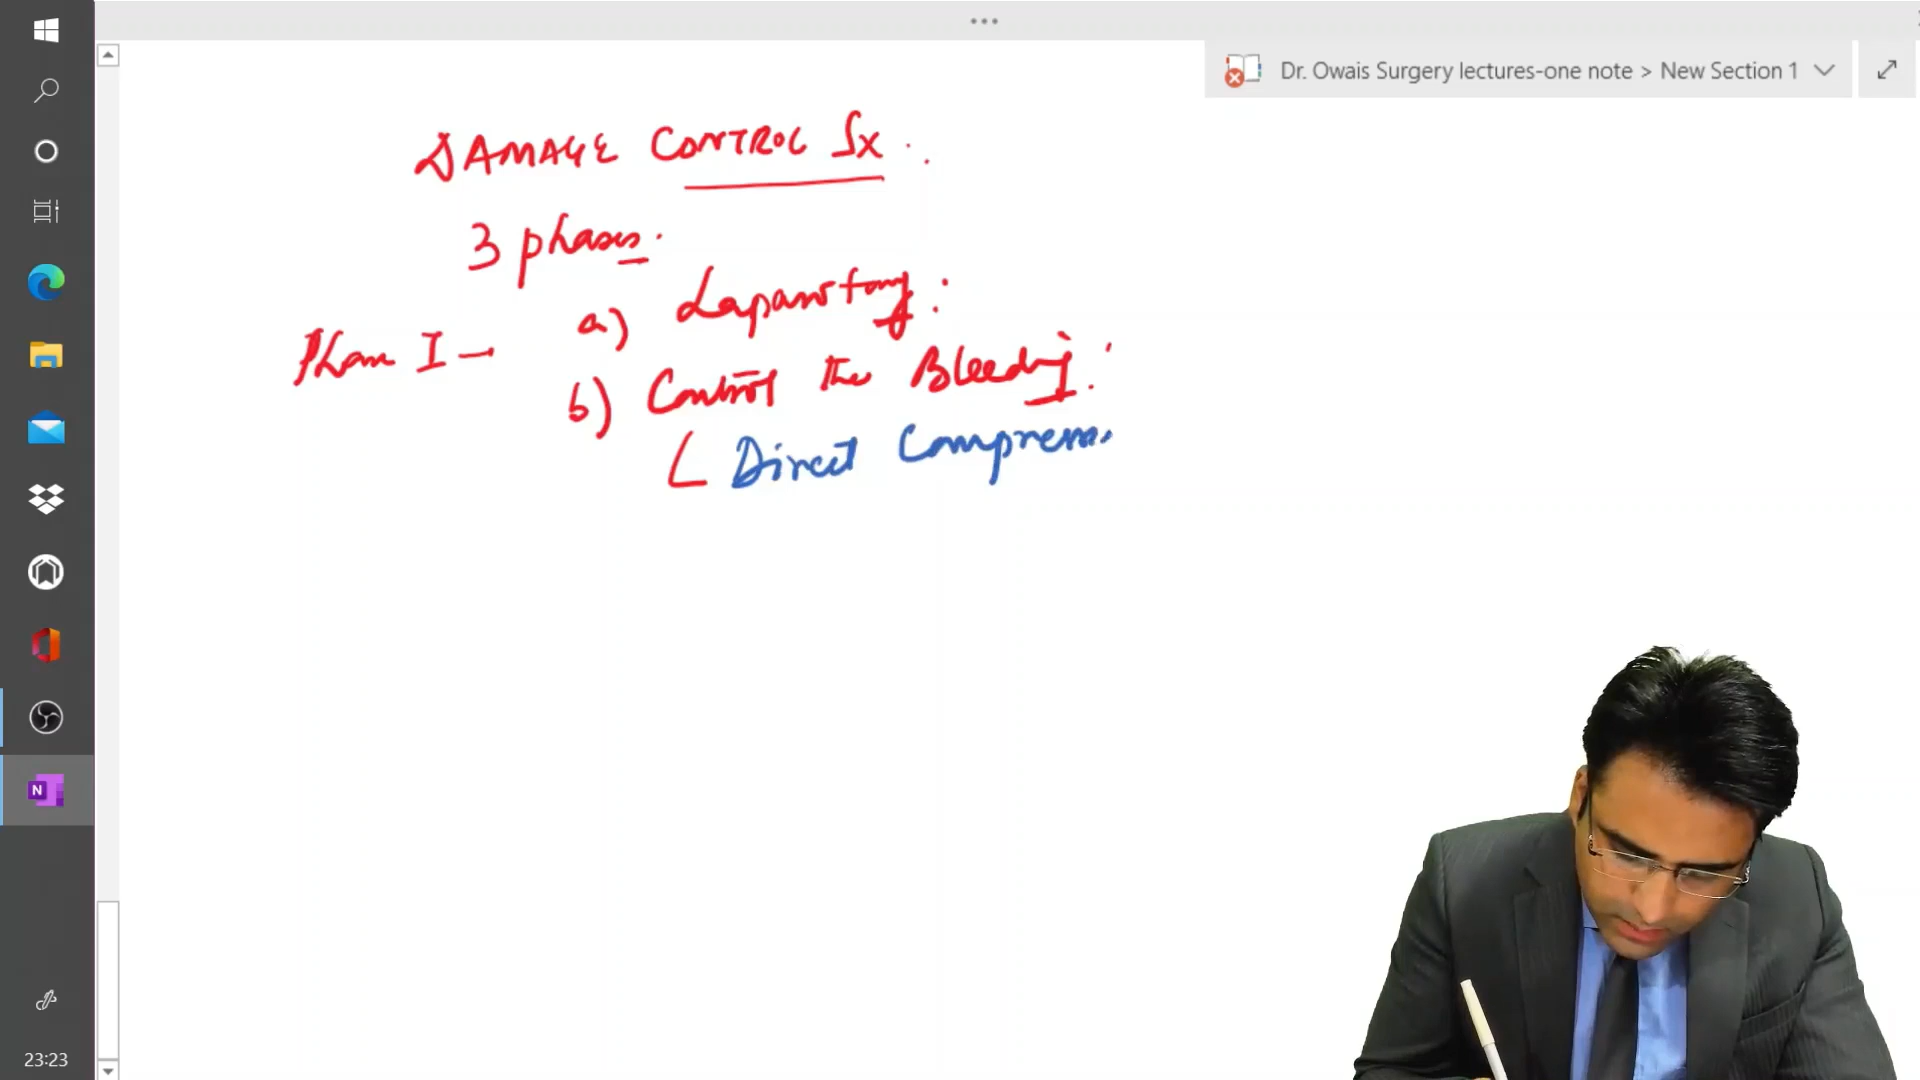 Dr. Owais Surgery lectures-one note > New Section 1
DAMAGE CONTROL Sx
3 phases.
a) Laparotomy:
Phase I -
b) Control the Bleeding:
Direct Compress
N
23:23